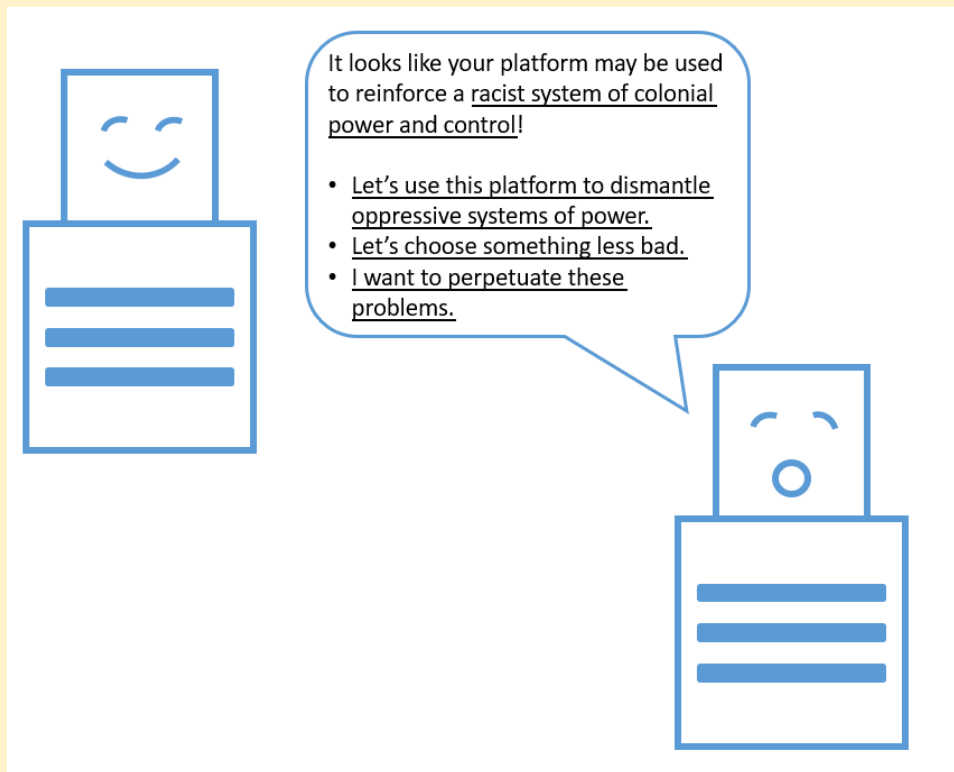 It looks like your platform may be used
to reinforce a racist system of colonial
power and control!
• Let’s use this platform to dismantle
oppressive systems of power.
• Let’s choose something less bad.
• I want to perpetuate these
problems.